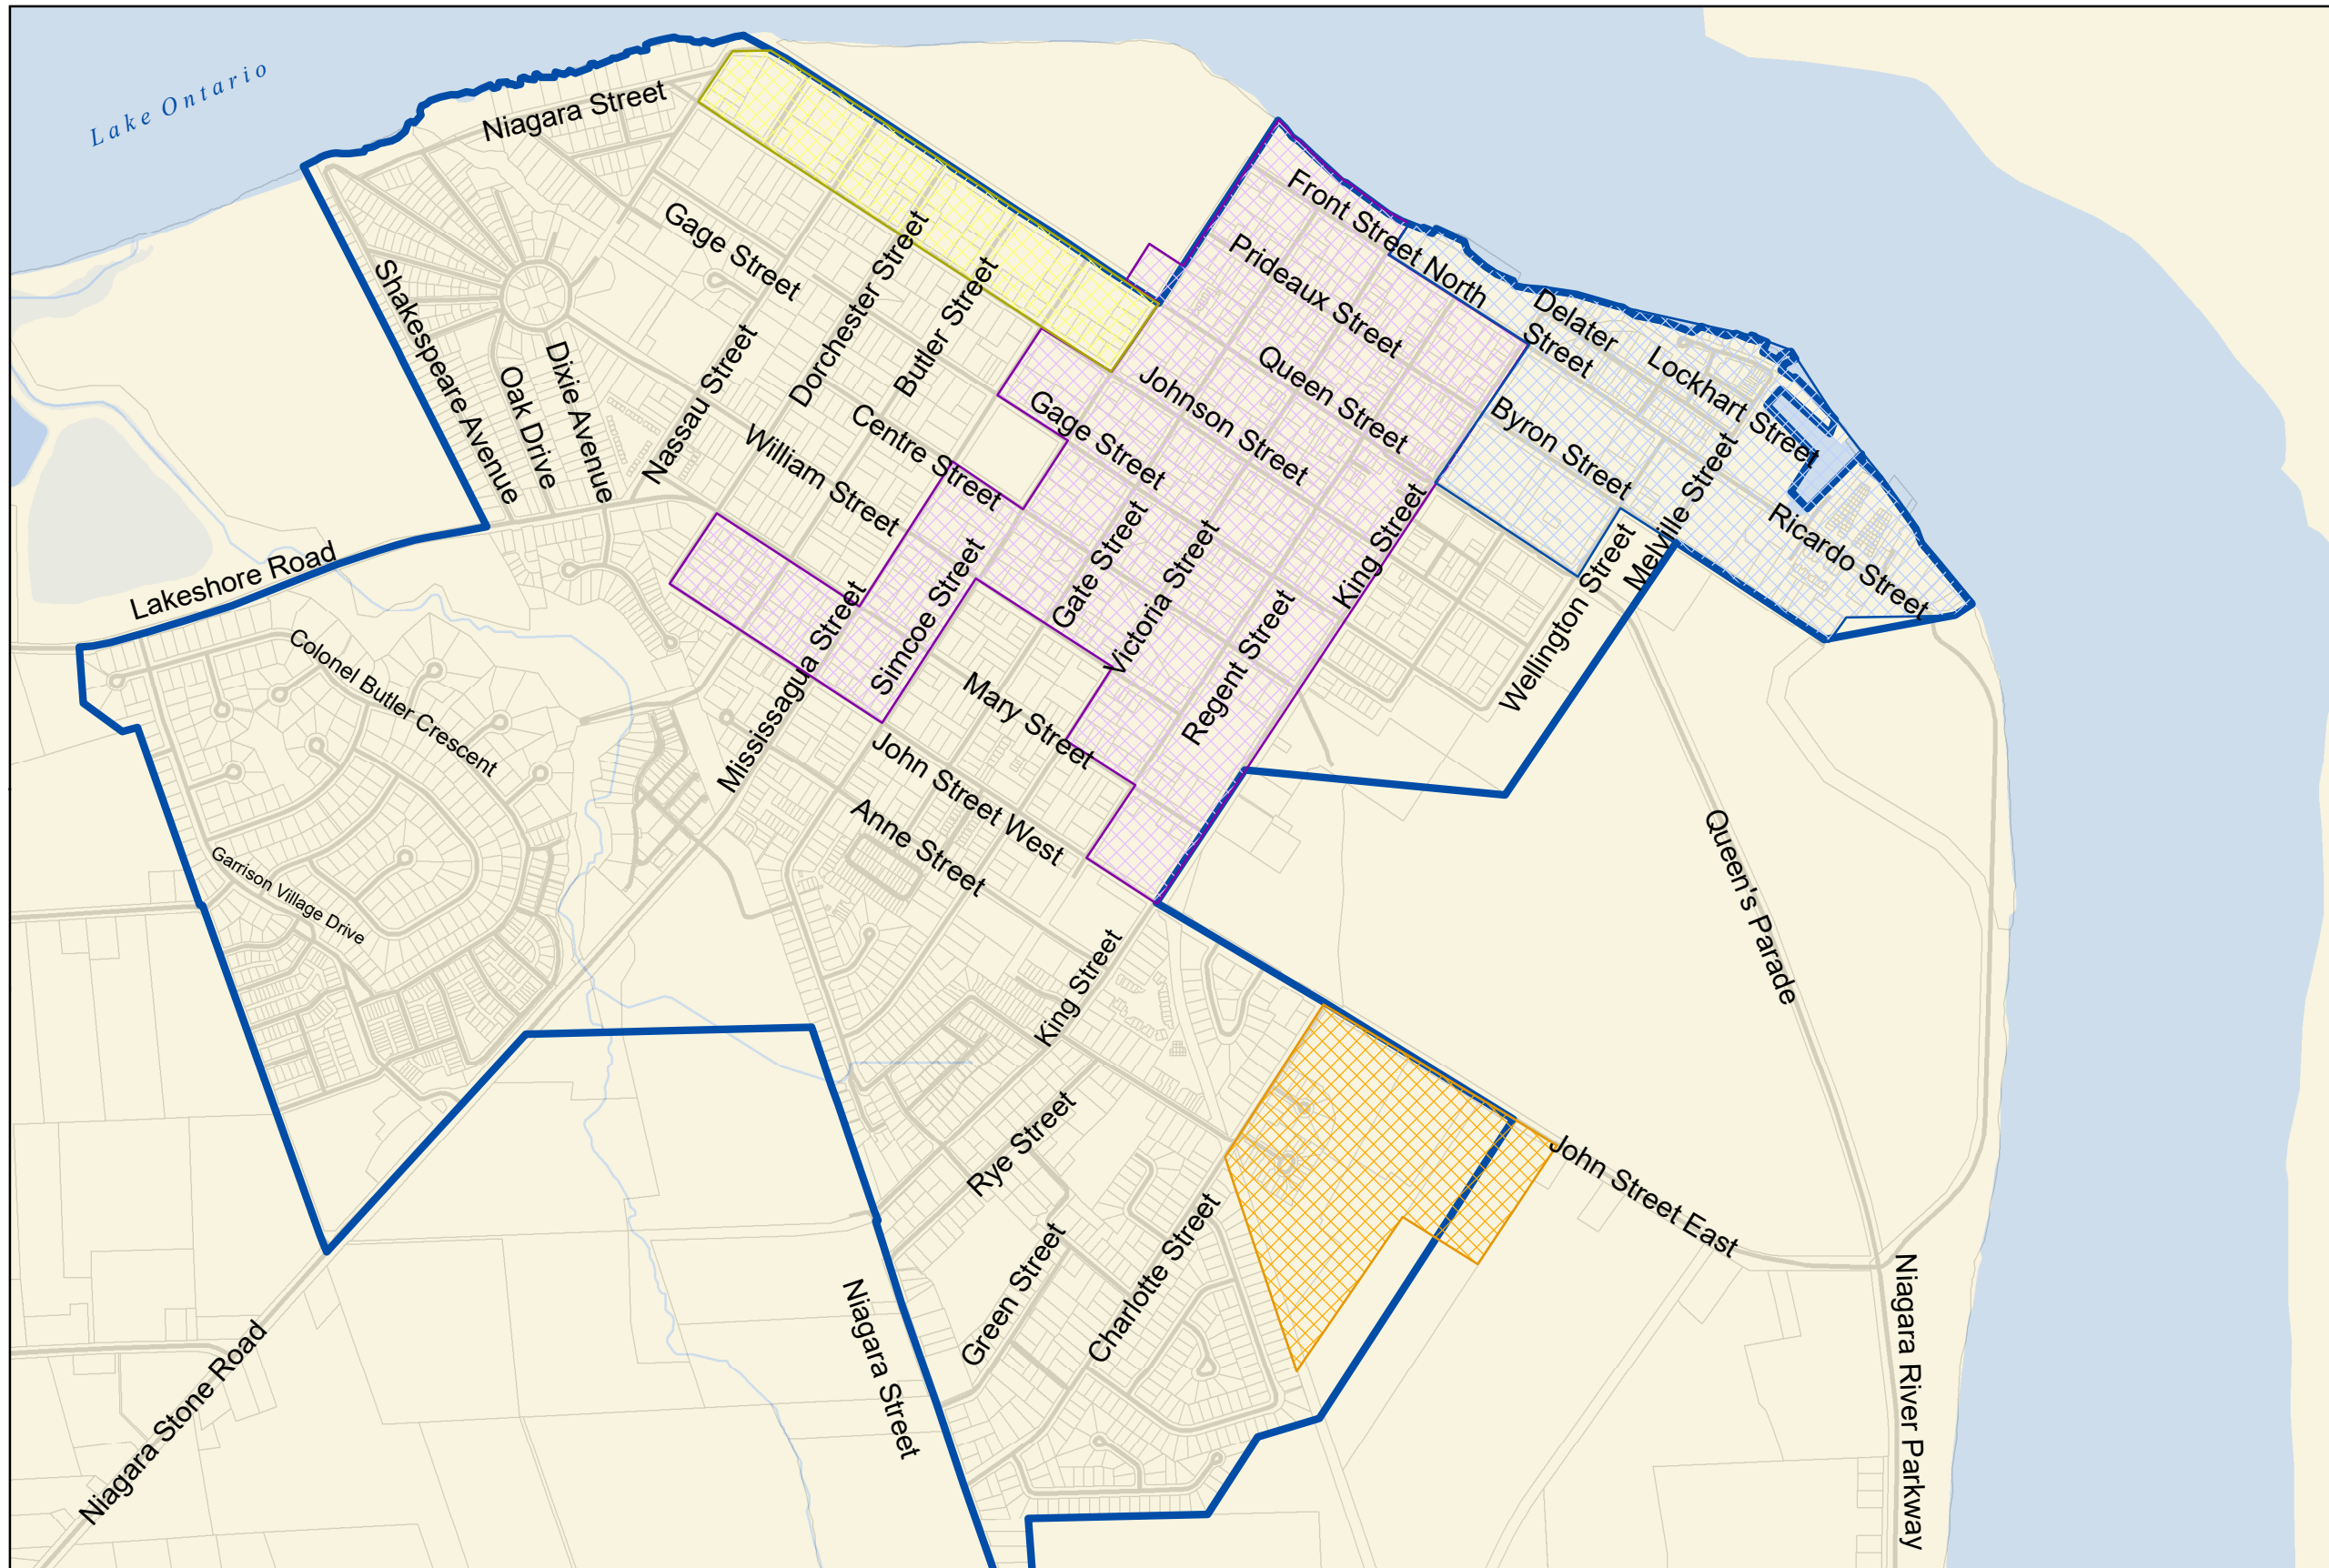 Lake Ontario
Niagara Street
Gage Street
Front Street North
Prideaux Street
Delater
Street
Lockhart Street
Shakespeare Avenue
Oak Drive
Dixie Avenue
Nassau Street
Dorchester Street
Butler Street
Centre Street
William Street
Gage Street
Johnson Street
Queen Street
Byron Street
Melville Street
Ricardo Street
Lakeshore Road
Colonel Butler Crescent
Garrison Village Drive
Mississagua Street
Simcoe Street
Gate Street
Victoria Street
Regent Street
King Street
Wellington Street
Mary Street
John Street West
Anne Street
King Street
Queen's Parade
Rye Street
Green Street
Charlotte Street
John Street East
Niagara Stone Road
Niagara Street
Niagara River Parkway